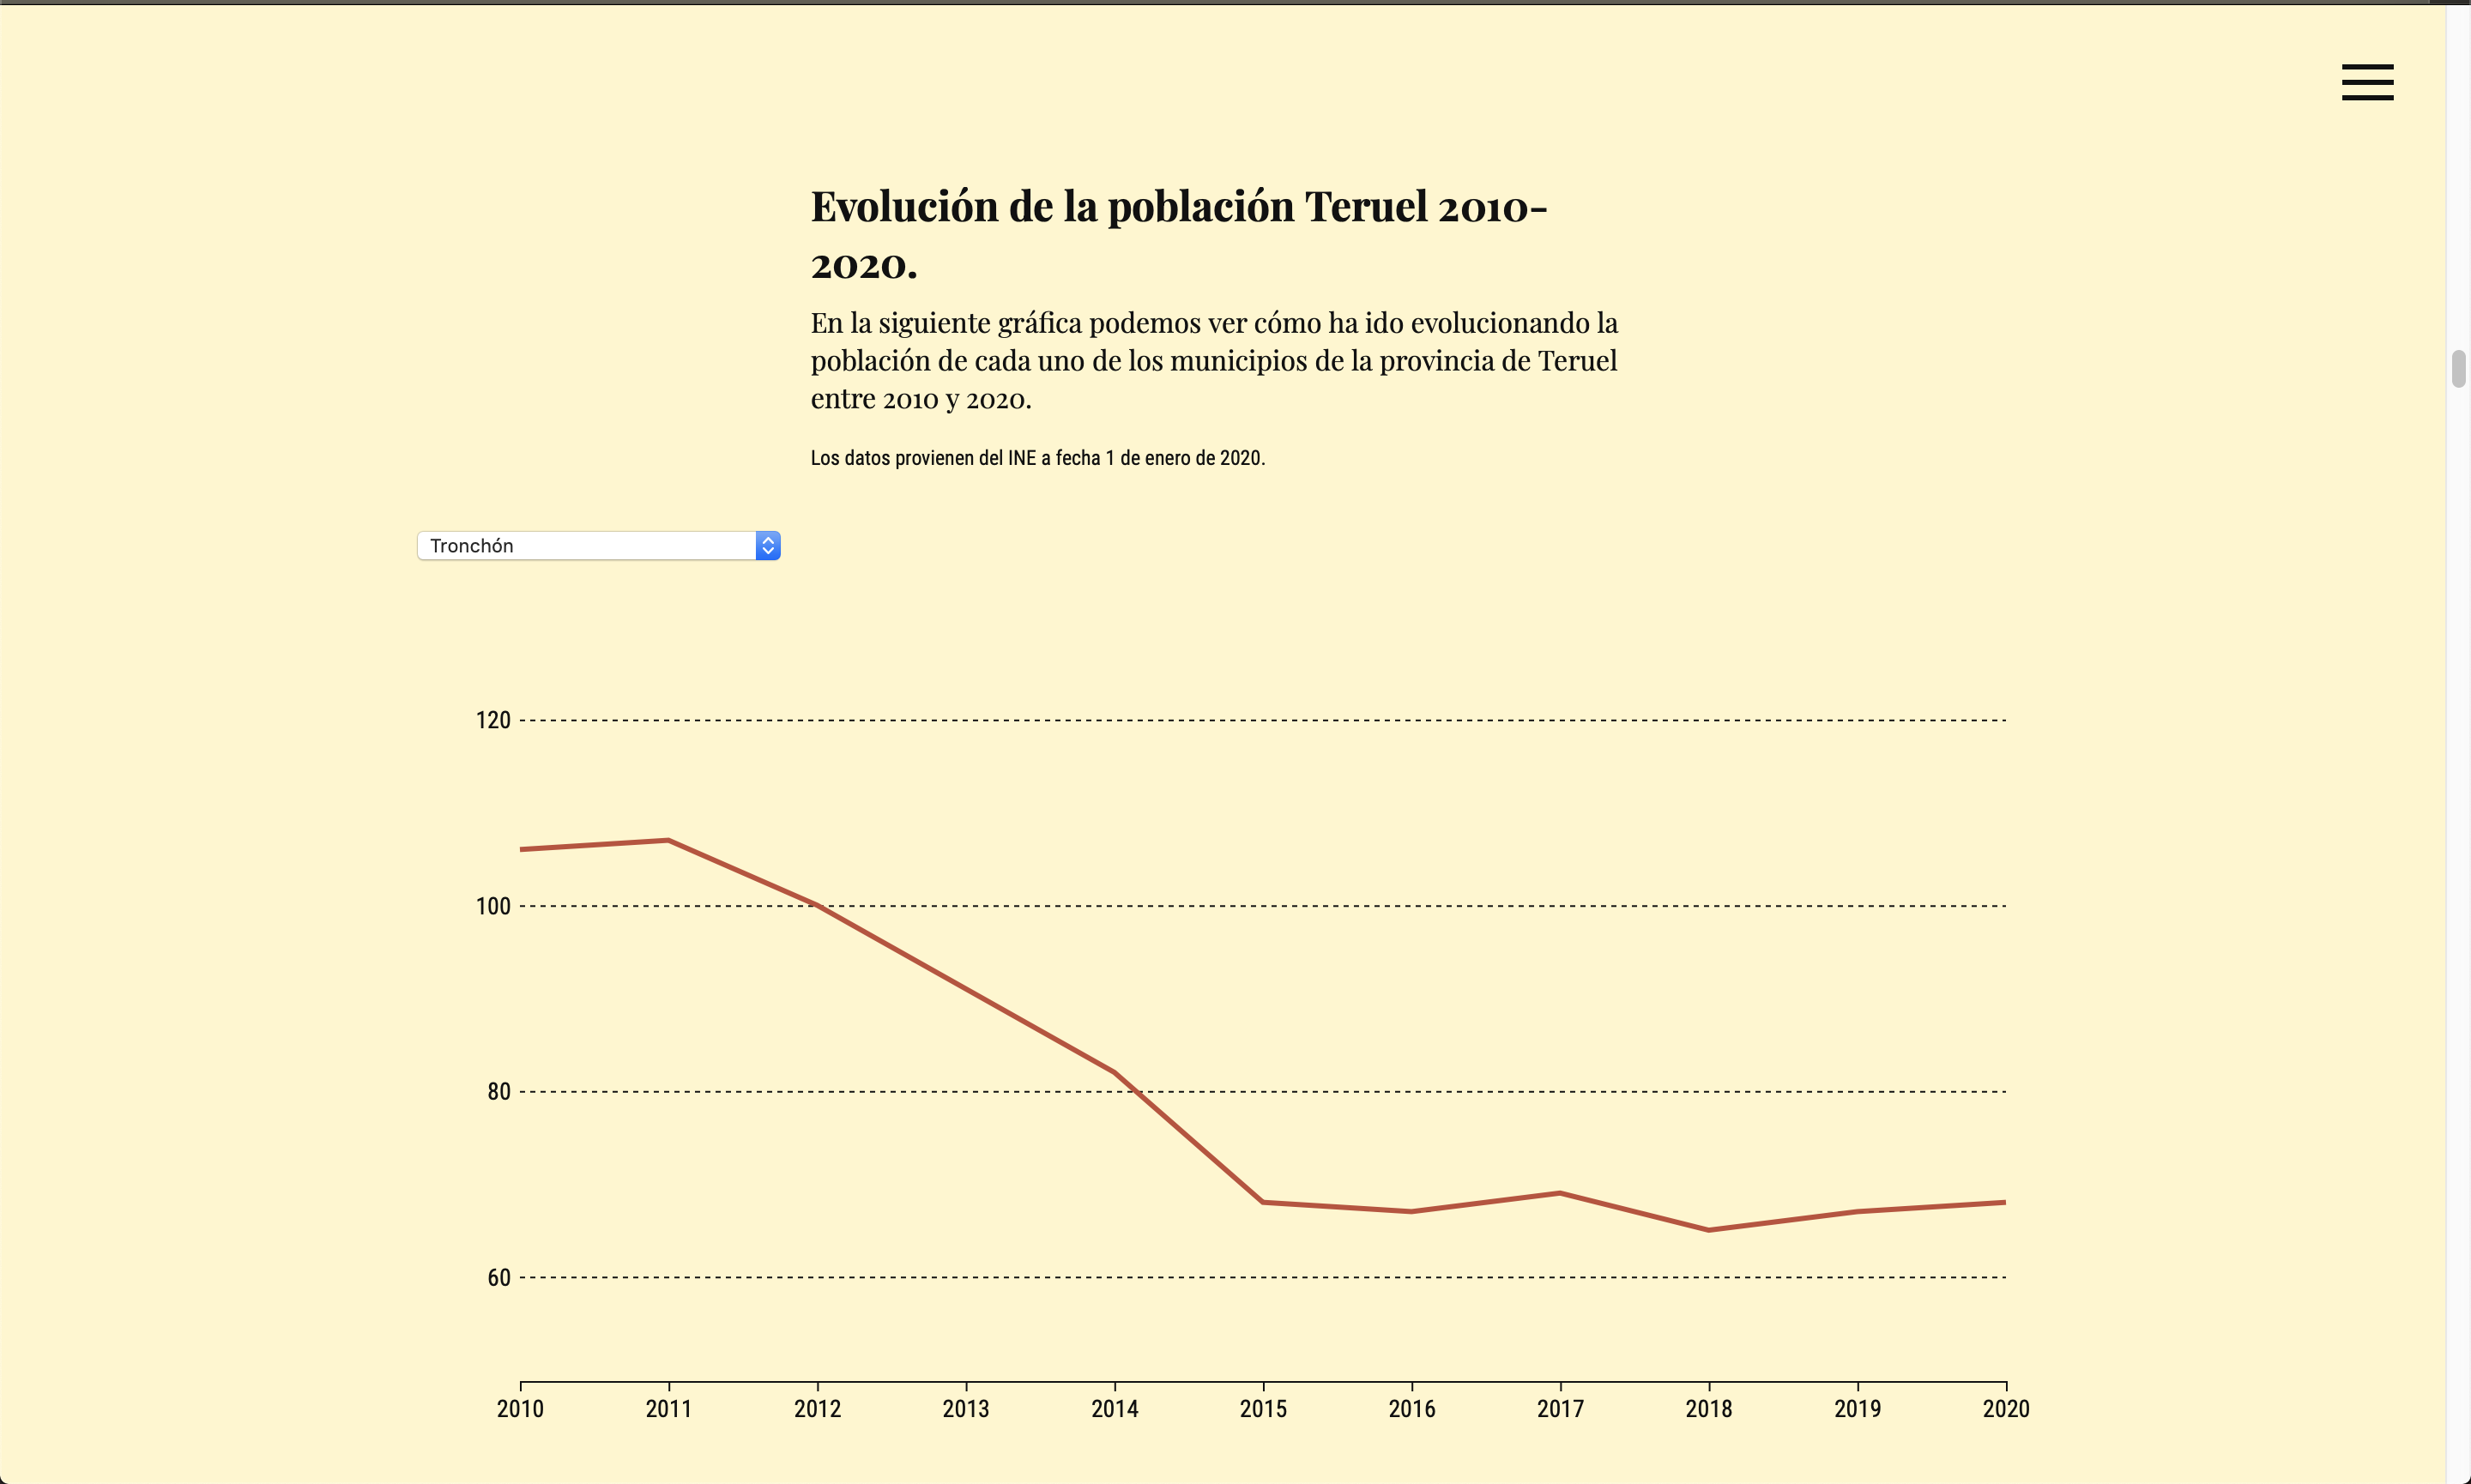 Evolución de la población Teruel 2010-
2020.
En la siguiente gráfica podemos ver cómo ha ido evolucionando la
población de cada uno de los municipios de la provincia de Teruel
entre 2010 y 2020.
Los datos provienen del INE a fecha 1 de enero de 2020.
Tronchón
120
100
80
60
2010 2011 2012 2013 2014 2015 2016 2017 2018 2019 2020